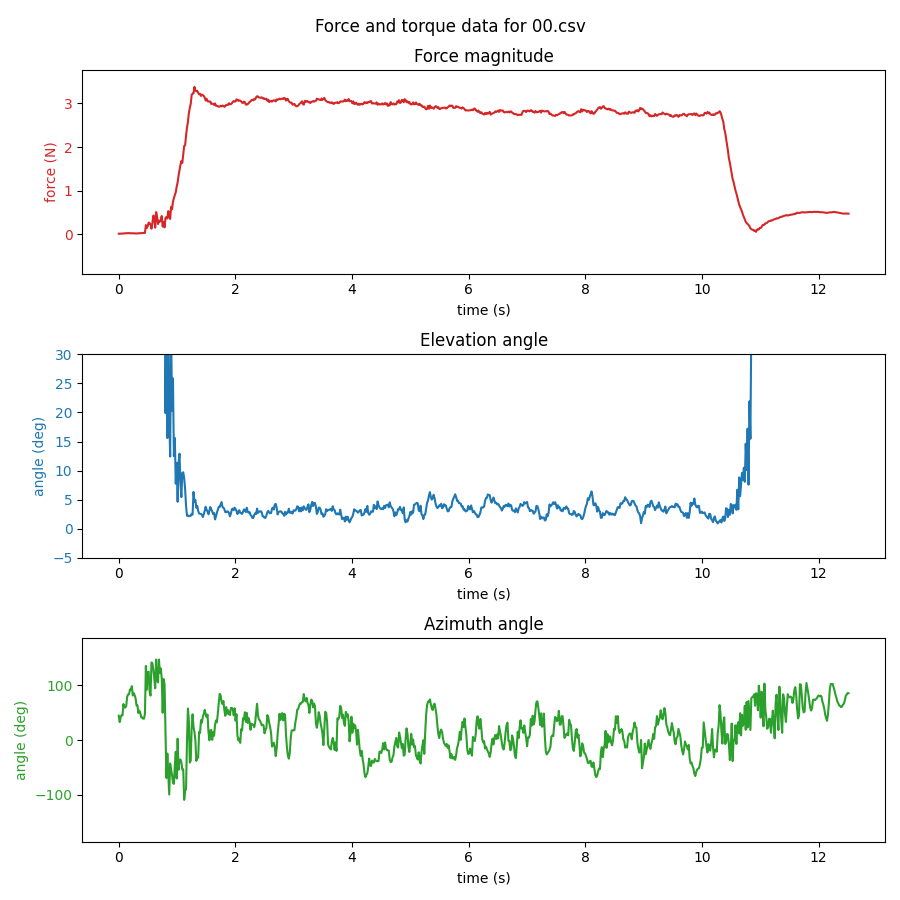 Force and torque data for 00.csv
Force magnitude
force (N)
3
2
1
0
0 2 4 6 8 10 12
time (s)
Elevation angle
angle (deg)
30
25
20
15
10
5
0
−5
0 2 4 6 8 10 12
time (s)
Azimuth angle
angle (deg)
100
0
−100
0 2 4 6 8 10 12
time (s)